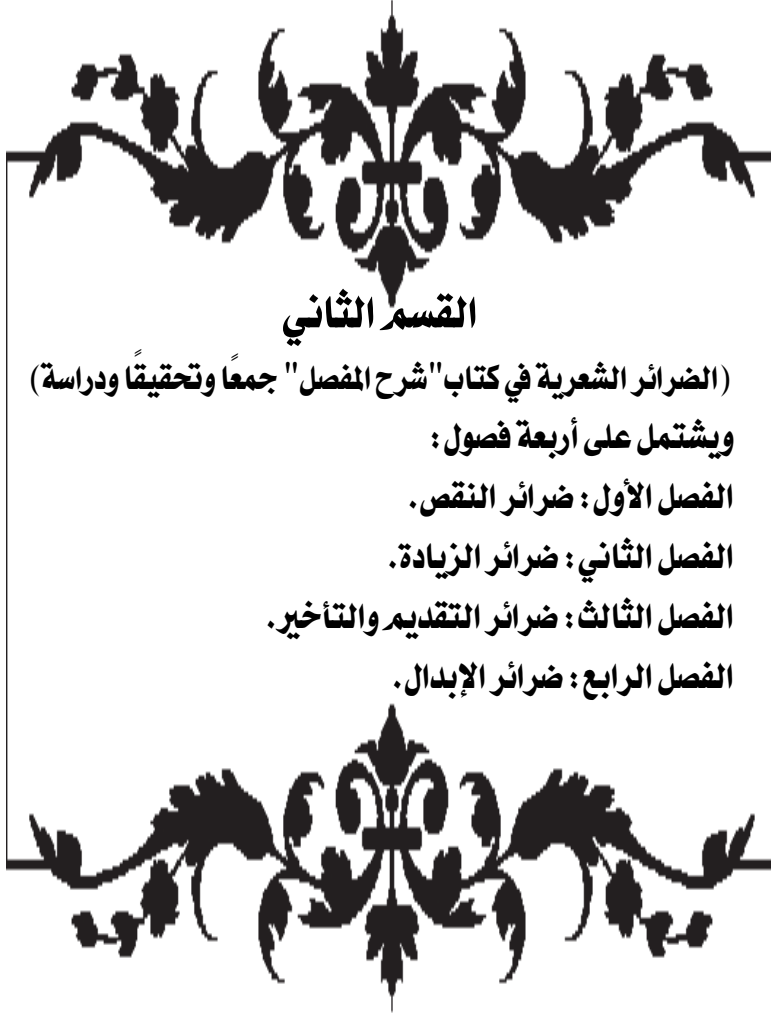 القسم الثاني
(الضرائر الشعرية في كتاب"شرح المفصل" جمعًا وتحقيقًا ودراسة)
ويشتمل على أربعة فصول:
الفصل الأول: ضرائر النقص.
الفصل الثاني: ضرائر الزيادة.
الفصل الثالث: ضرائر التقديم والتأخير.
الفصل الرابع: ضرائر الإبدال.